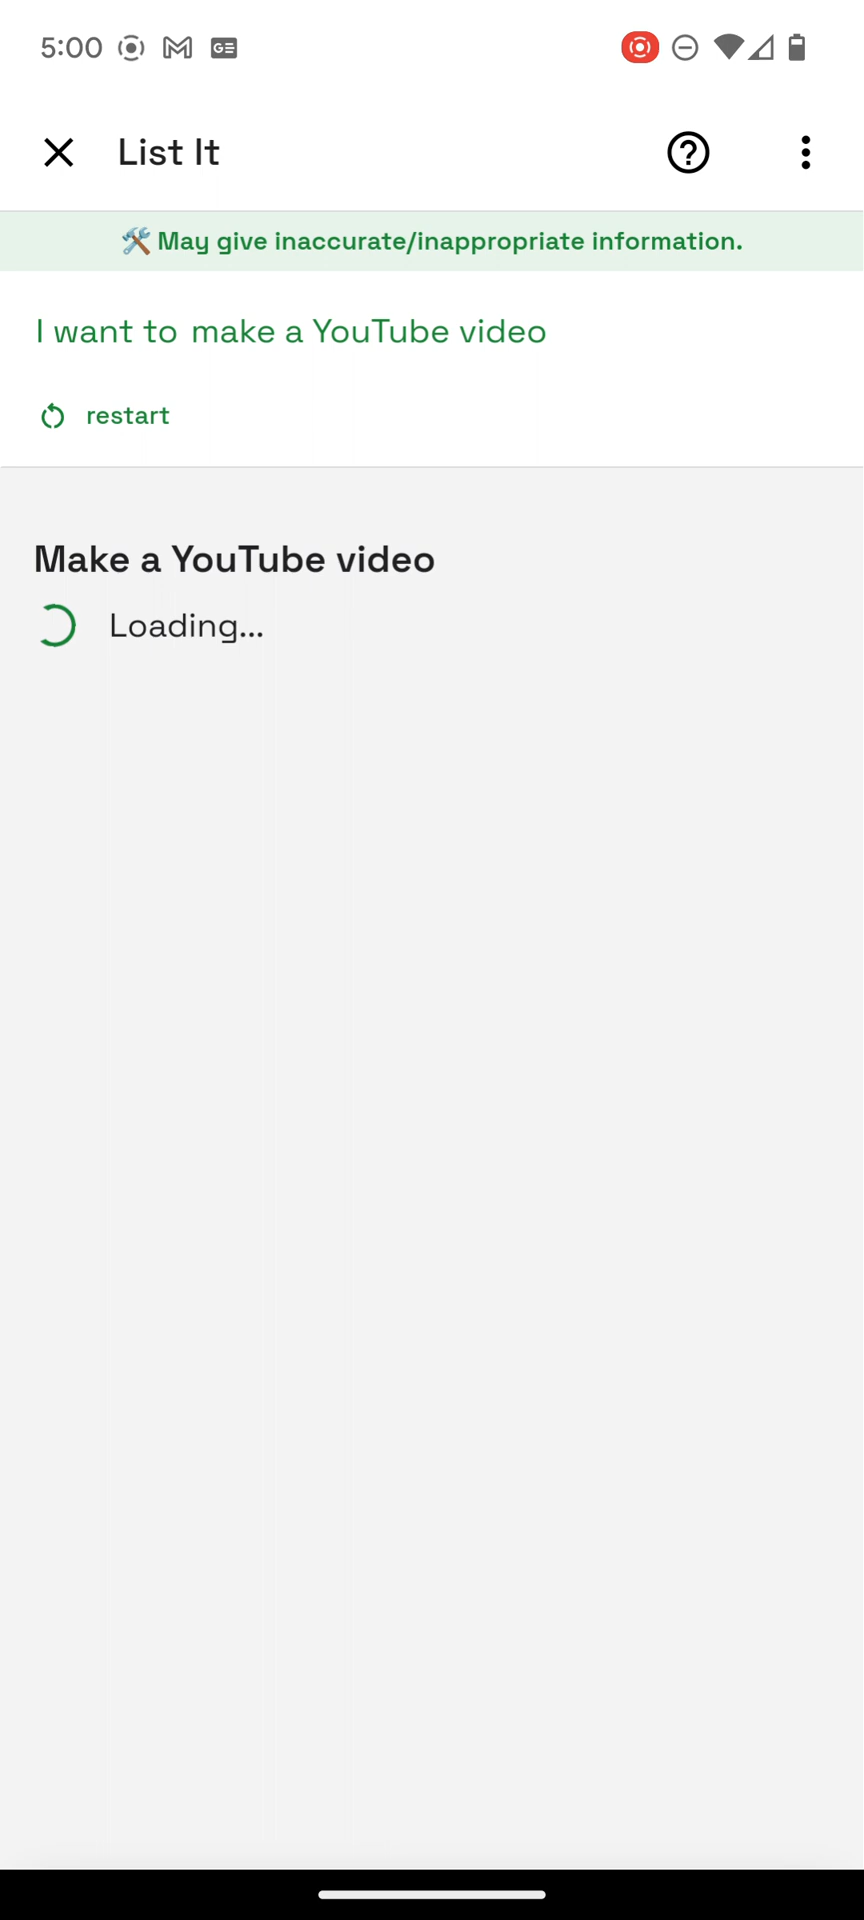 5:00 GE
List It
May give inaccurate/inappropriate information.
I want to make a YouTube video
restart
Make a YouTube video
Loading...